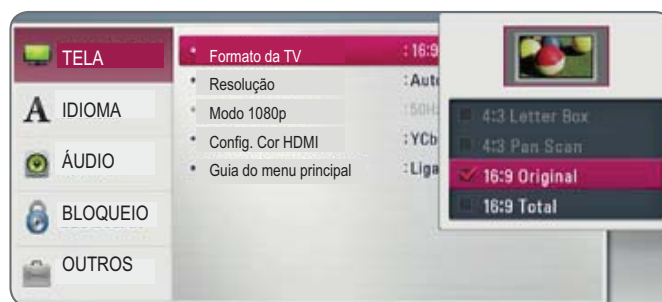 TELA
IDIOMA
ÁUDIO
BLOQUEIO
OUTROS
• Formato da TV : 16:9
• Resolução : Auto
• Modo 1080p : 50Hz
• Config. Cor HDMI : YCb
• Guia do menu principal : Liga
4:3 Letter Box
4:3 Pan Scan
16:9 Original
16:9 Total